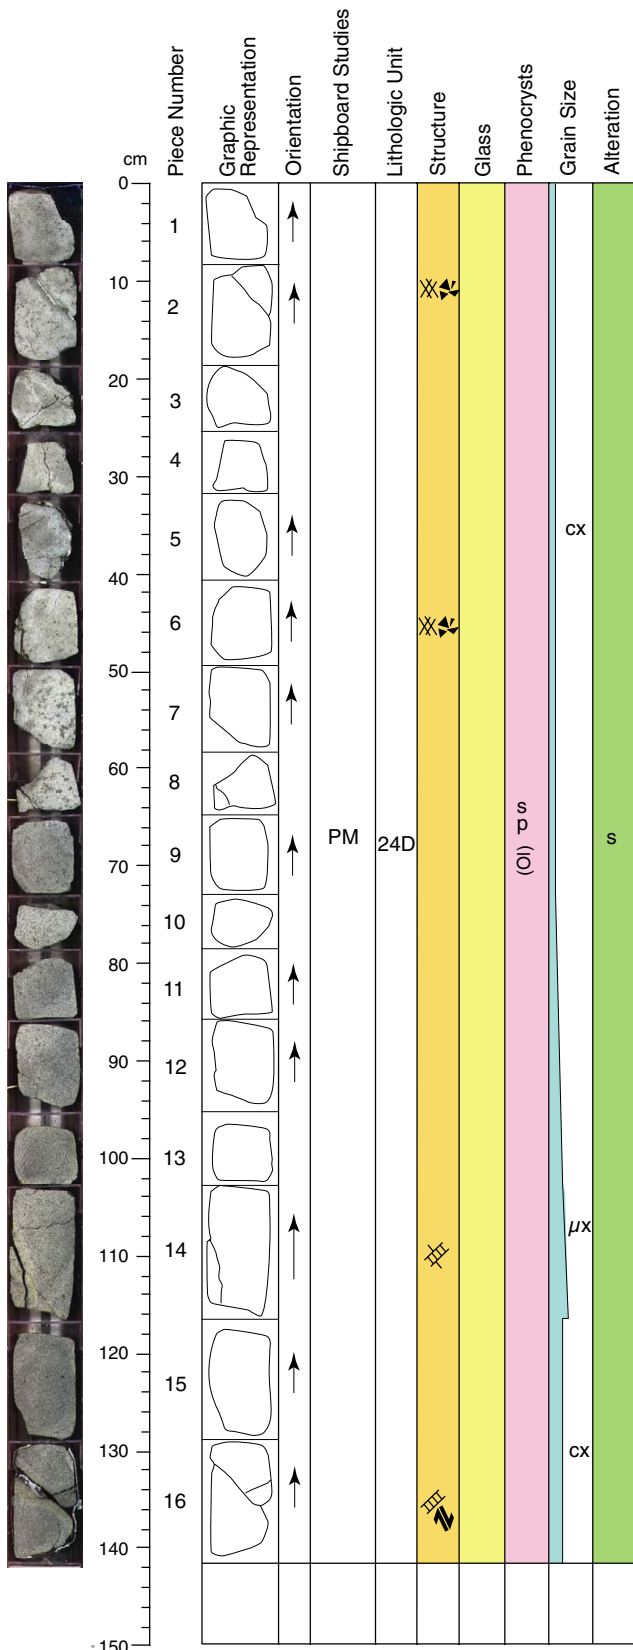 cm
Piece Number
Graphic
Representation
Orientation
Shipboard Studies
Lithologic Unit
Structure
Glass
Phenocrysts
Grain Size
Alteration
0
1
10
2
20
3
4
30
5
cx
40
6
50
7
60
8
s
p
(Ol)
PM
24D
s
9
70
10
80
11
90
12
100
13
µx
14
110
120
15
130
cx
16
140
150